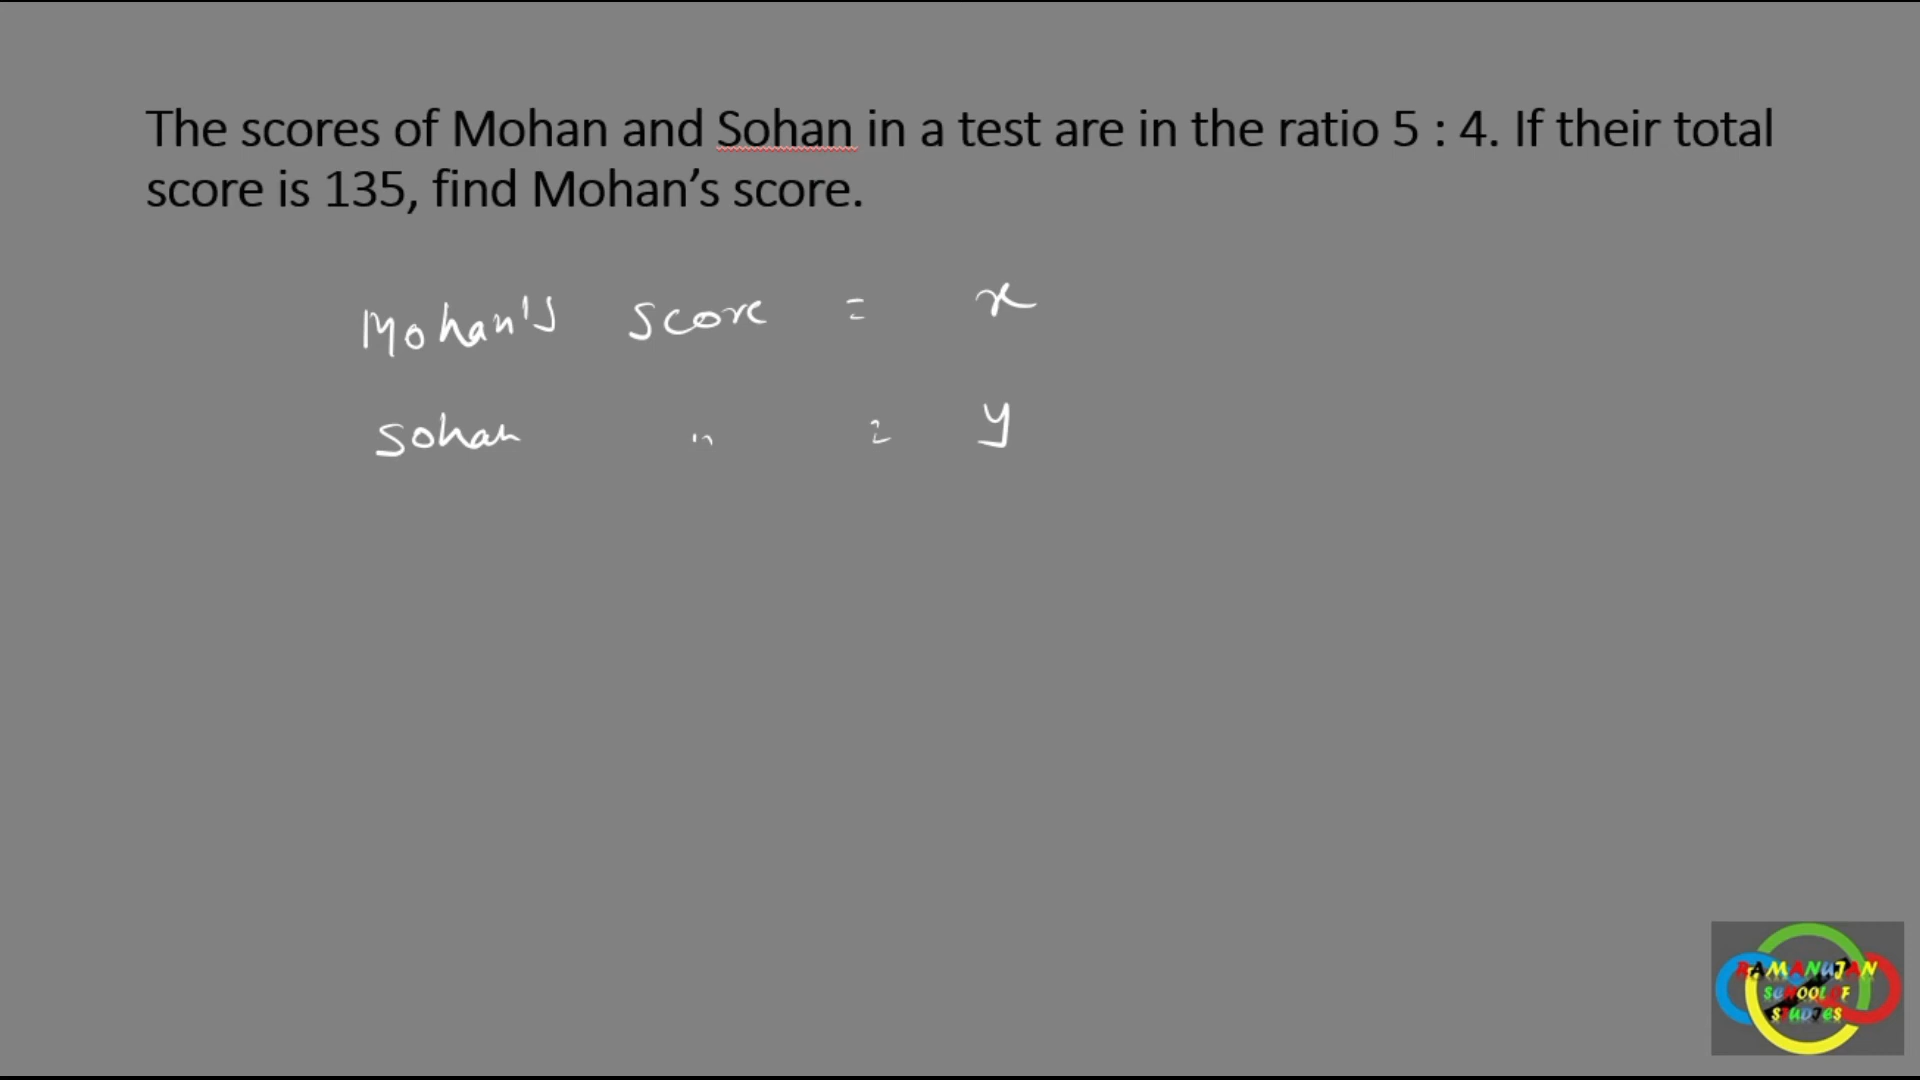 The scores of Mohan and Sohan in a test are in the ratio 5 : 4. If their total
score is 135, find Mohan’s score.
Mohan's score = x
Sohan " = y
RAMANUJAN
SCHOOL OF
STUDIES